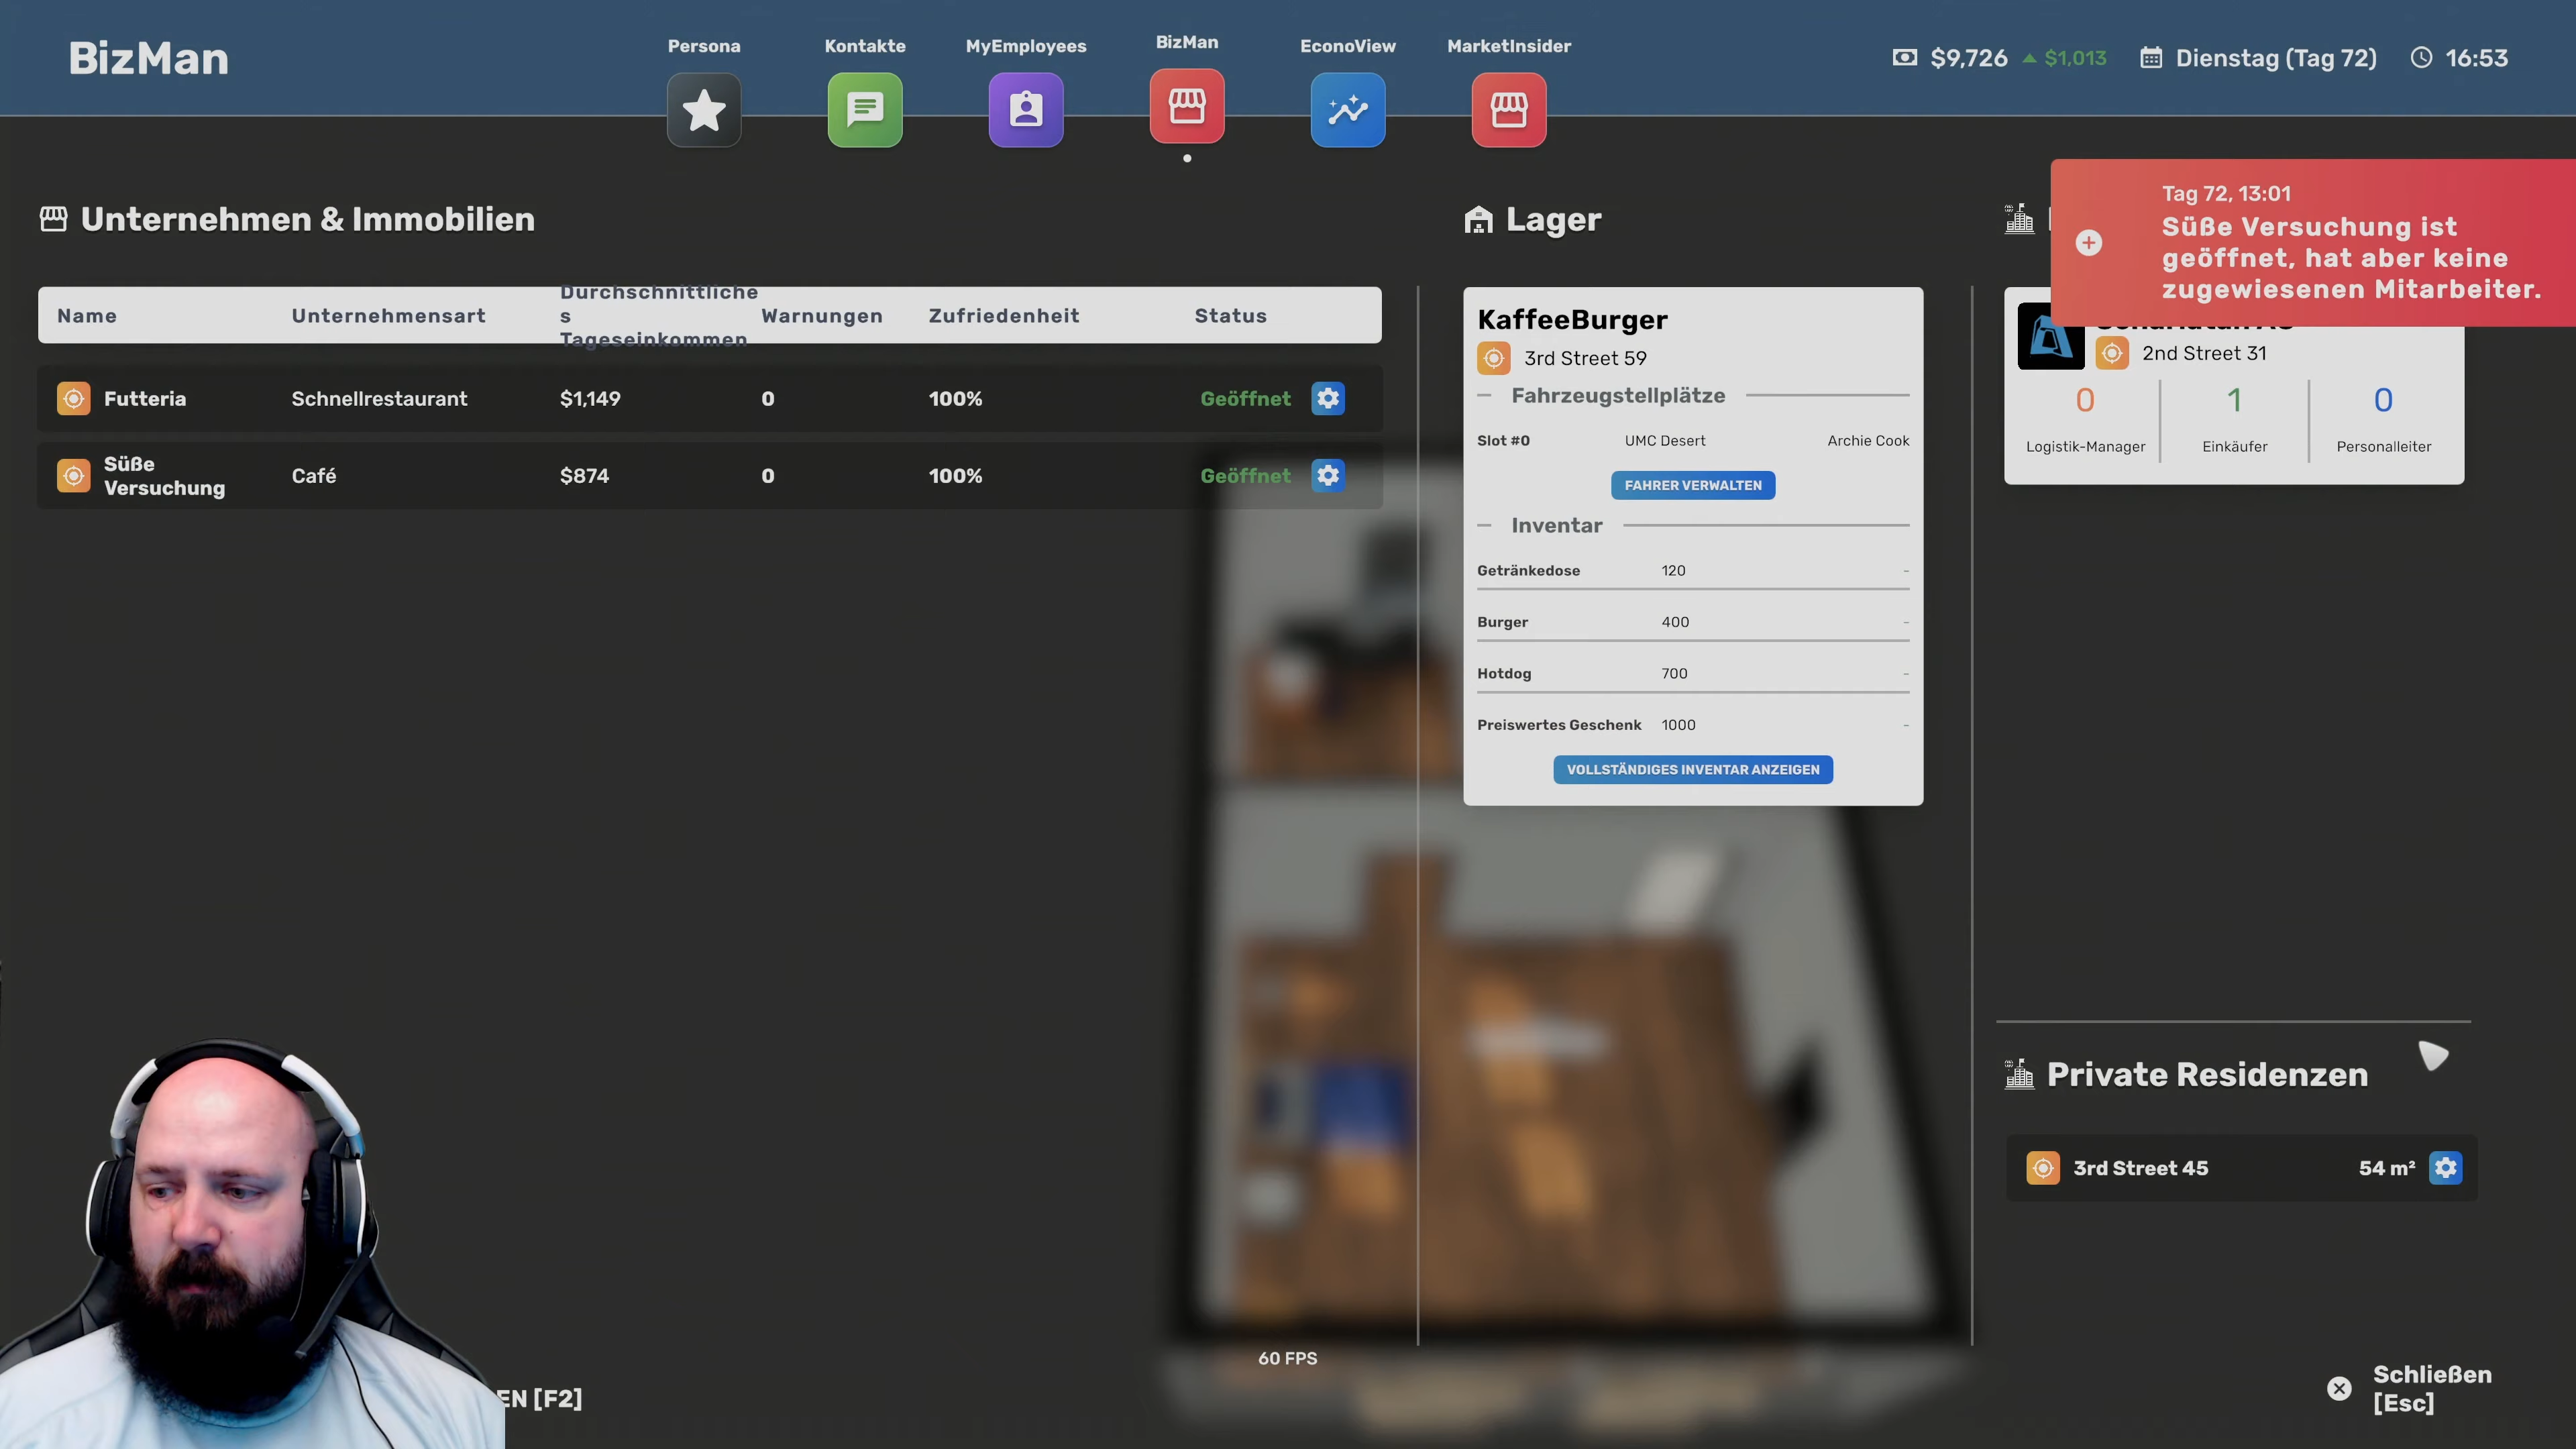 BizMan
Persona
Kontakte
MyEmployees
BizMan
EconoView
MarketInsider
$9,726
$1,013
Dienstag (Tag 72)
16:53
Tag 72, 13:01
Süße Versuchung ist
geöffnet, hat aber keine
zugewiesenen Mitarbeiter.
Unternehmen & Immobilien
Name
Unternehmensart
Durchschnittliche
s
Tageseinkommen
Warnungen
Zufriedenheit
Status
Futteria
Schnellrestaurant
$1,149
0
100%
Geöffnet
Süße
Versuchung
Café
$874
0
100%
Geöffnet
Lager
KaffeeBurger
3rd Street 59
Fahrzeugstellplätze
Slot #0
UMC Desert
Archie Cook
FAHRER VERWALTEN
Inventar
Getränkedose
120
-
Burger
400
-
Hotdog
700
-
Preiswertes Geschenk
1000
-
VOLLSTÄNDIGES INVENTAR ANZEIGEN
2nd Street 31
0
1
0
Logistik-Manager
Einkäufer
Personalleiter
Private Residenzen
3rd Street 45
54 m²
60 FPS
EN [F2]
Schließen
[Esc]